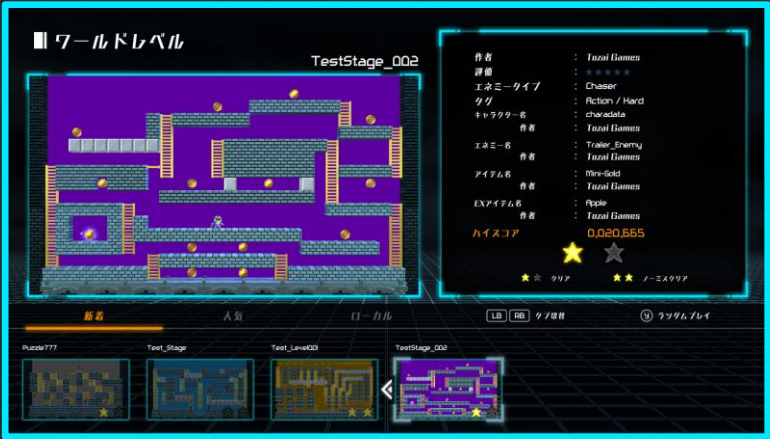 ワールドレベル
TestStage_002
作者 : Tozai Games
評価 : ★★★★★
エネミータイプ : Chaser
タグ : Action / Hard
キャラクター名 : charadata
作者 : Tozai Games
エネミー名 : Trailer_Enemy
作者 : Tozai Games
アイテム名 : Mini-Gold
作者 : Tozai Games
EXアイテム名 : Apple
作者 : Tozai Games
ハイスコア 0,020,665
★★ クリア ★★ ノーミスクリア
新着 人気 ローカル LB RB タブ切替 Y ランダムプレイ
Puzzle777 Test_Stage Test_Level001 TestStage_002